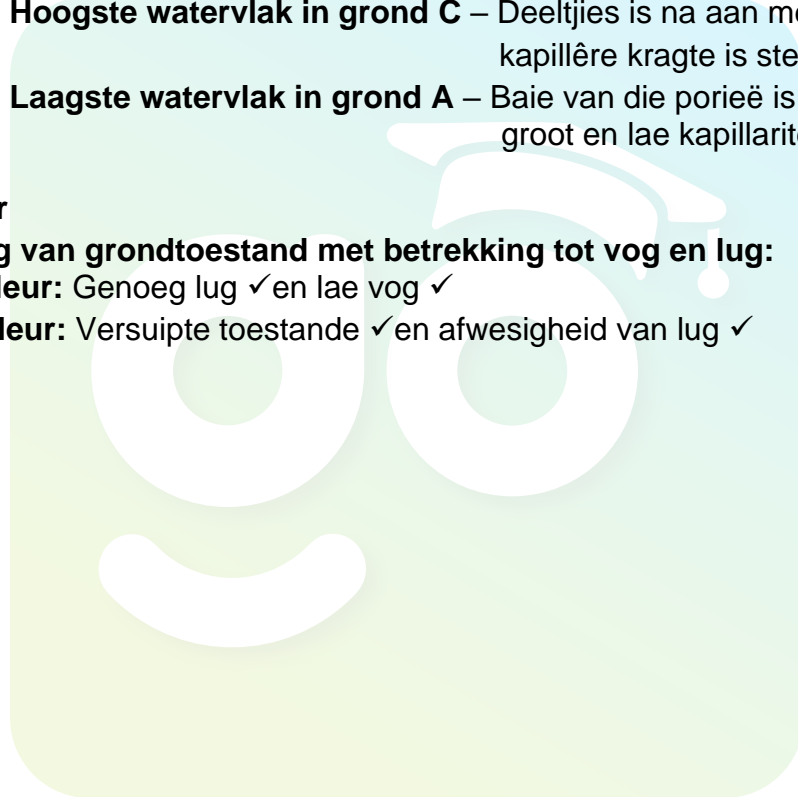 Hoogste watervlak in grond C – Deeltjies is na aan m
kapillêre kragte is ste
Laagste watervlak in grond A – Baie van die porieë is
groot en lae kapillarit
r
g van grondtoestand met betrekking tot vog en lug:
leur: Genoeg lug ✓en lae vog ✓
leur: Versuipte toestande ✓en afwesigheid van lug ✓
go